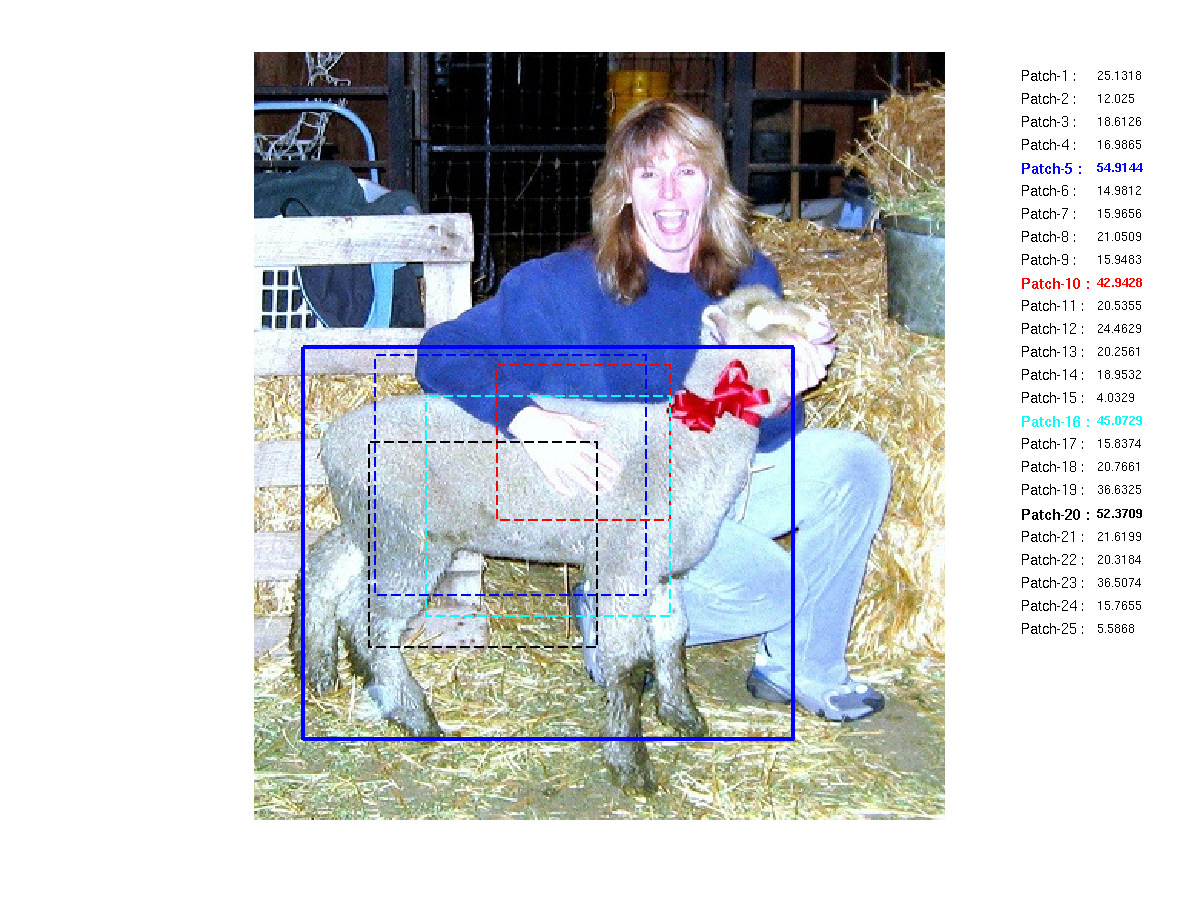 Patch-1 : 25.1318
Patch-2 : 12.025
Patch-3 : 18.6126
Patch-4 : 16.9865
Patch-5 : 54.9144
Patch-6 : 14.9812
Patch-7 : 15.9656
Patch-8 : 21.0509
Patch-9 : 15.9483
Patch-10 : 42.9428
Patch-11 : 20.5355
Patch-12 : 24.4629
Patch-13 : 20.2561
Patch-14 : 18.9532
Patch-15 : 4.0329
Patch-16 : 45.0729
Patch-17 : 15.8374
Patch-18 : 20.7661
Patch-19 : 36.6325
Patch-20 : 52.3709
Patch-21 : 21.6199
Patch-22 : 20.3184
Patch-23 : 36.5074
Patch-24 : 15.7655
Patch-25 : 5.5868